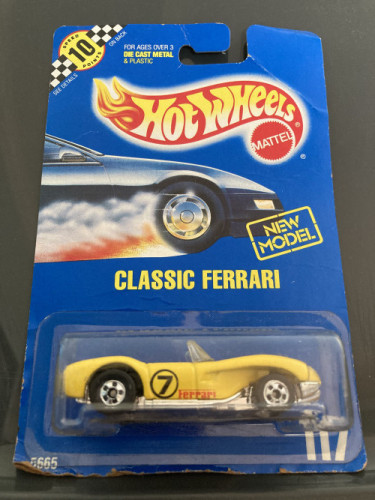 SPEED
10
POINTS
SEE DETAILS
ON BACK
FOR AGES OVER 3
DIE CAST METAL
& PLASTIC
HOT WHEELS
®
MATTEL
NEW
MODEL
CLASSIC FERRARI
7
ferrari
5665